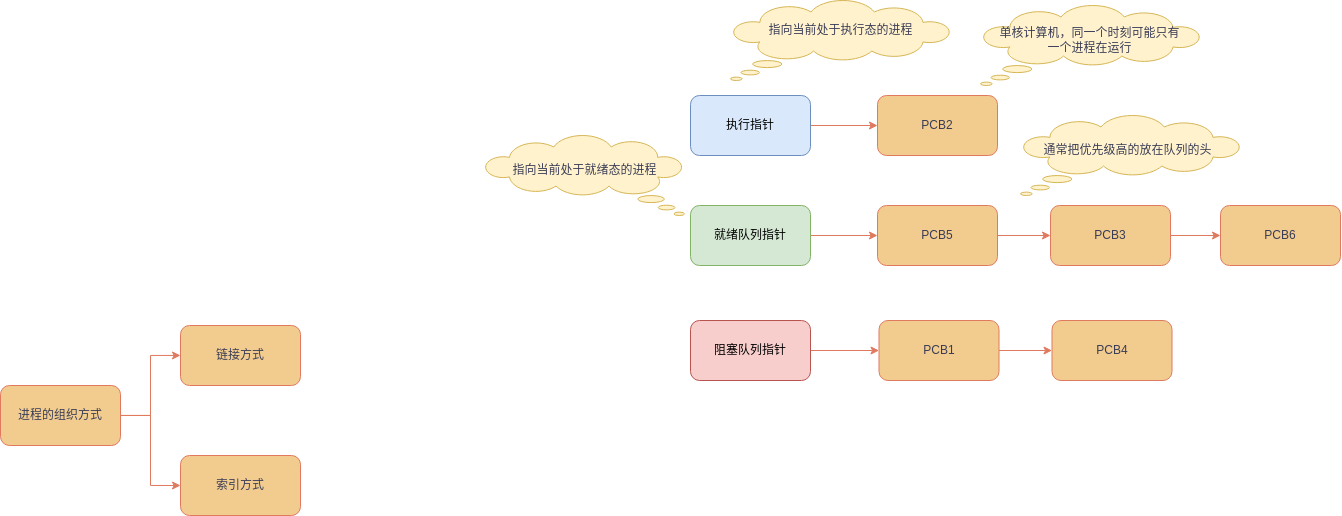 指向当前处于执行态的进程
单核计算机，同一个时刻可能只有
一个进程在运行
执行指针
PCB2
通常把优先级高的放在队列的头
指向当前处于就绪态的进程
就绪队列指针
PCB5
PCB3
PCB6
阻塞队列指针
PCB1
PCB4
链接方式
进程的组织方式
索引方式